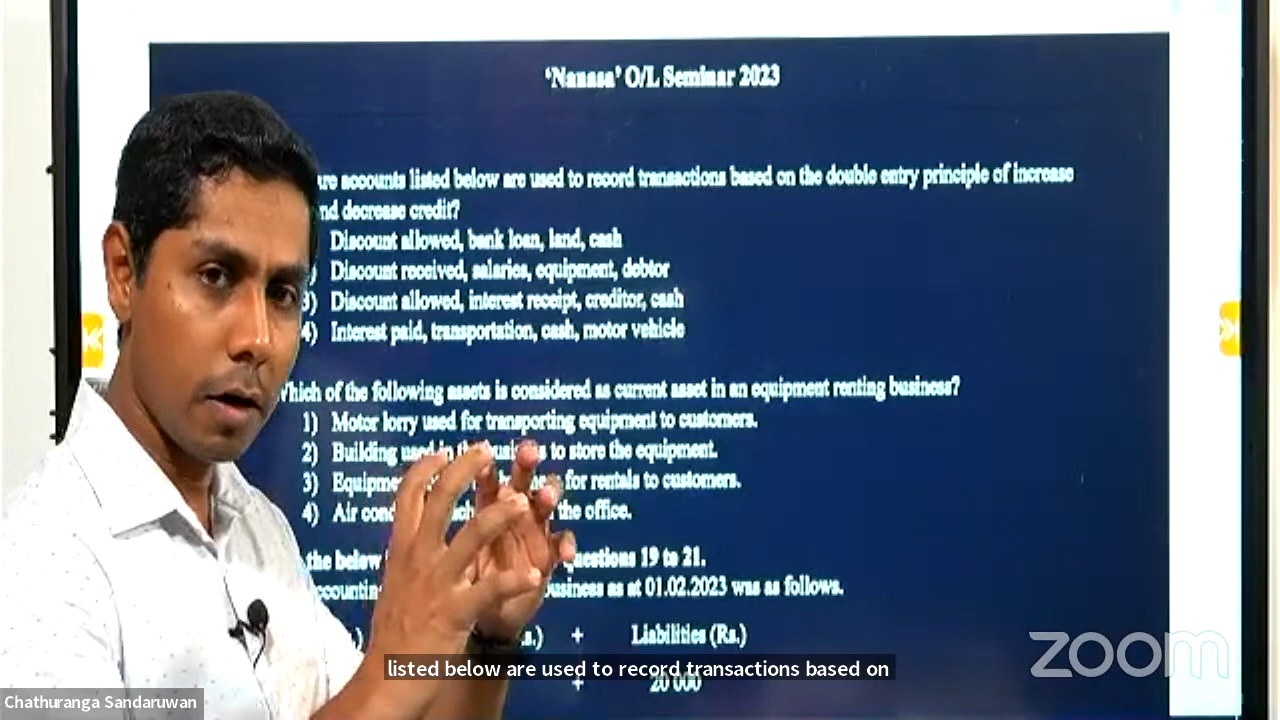 ‘Nanasa’ O/L Seminar 2023
are accounts listed below are used to record transactions based on the double entry principle of increase
nd decrease credit?
Discount allowed, bank loan, land, cash
) Discount received, salaries, equipment, debtor
3) Discount allowed, interest receipt, creditor, cash
4) Interest paid, transportation, cash, motor vehicle
Which of the following assets is considered as current asset in an equipment renting business?
1) Motor lorry used for transporting equipment to customers.
2) Building used in the business to store the equipment.
3) for rentals to customers.
4) Air the office.
the below questions 19 to 21.
business as at 01.02.2023 was as follows.
.) s.) + Liabilities (Rs.)
+ 20 000
listed below are used to record transactions based on
zoom
Chathuranga Sandaruwan